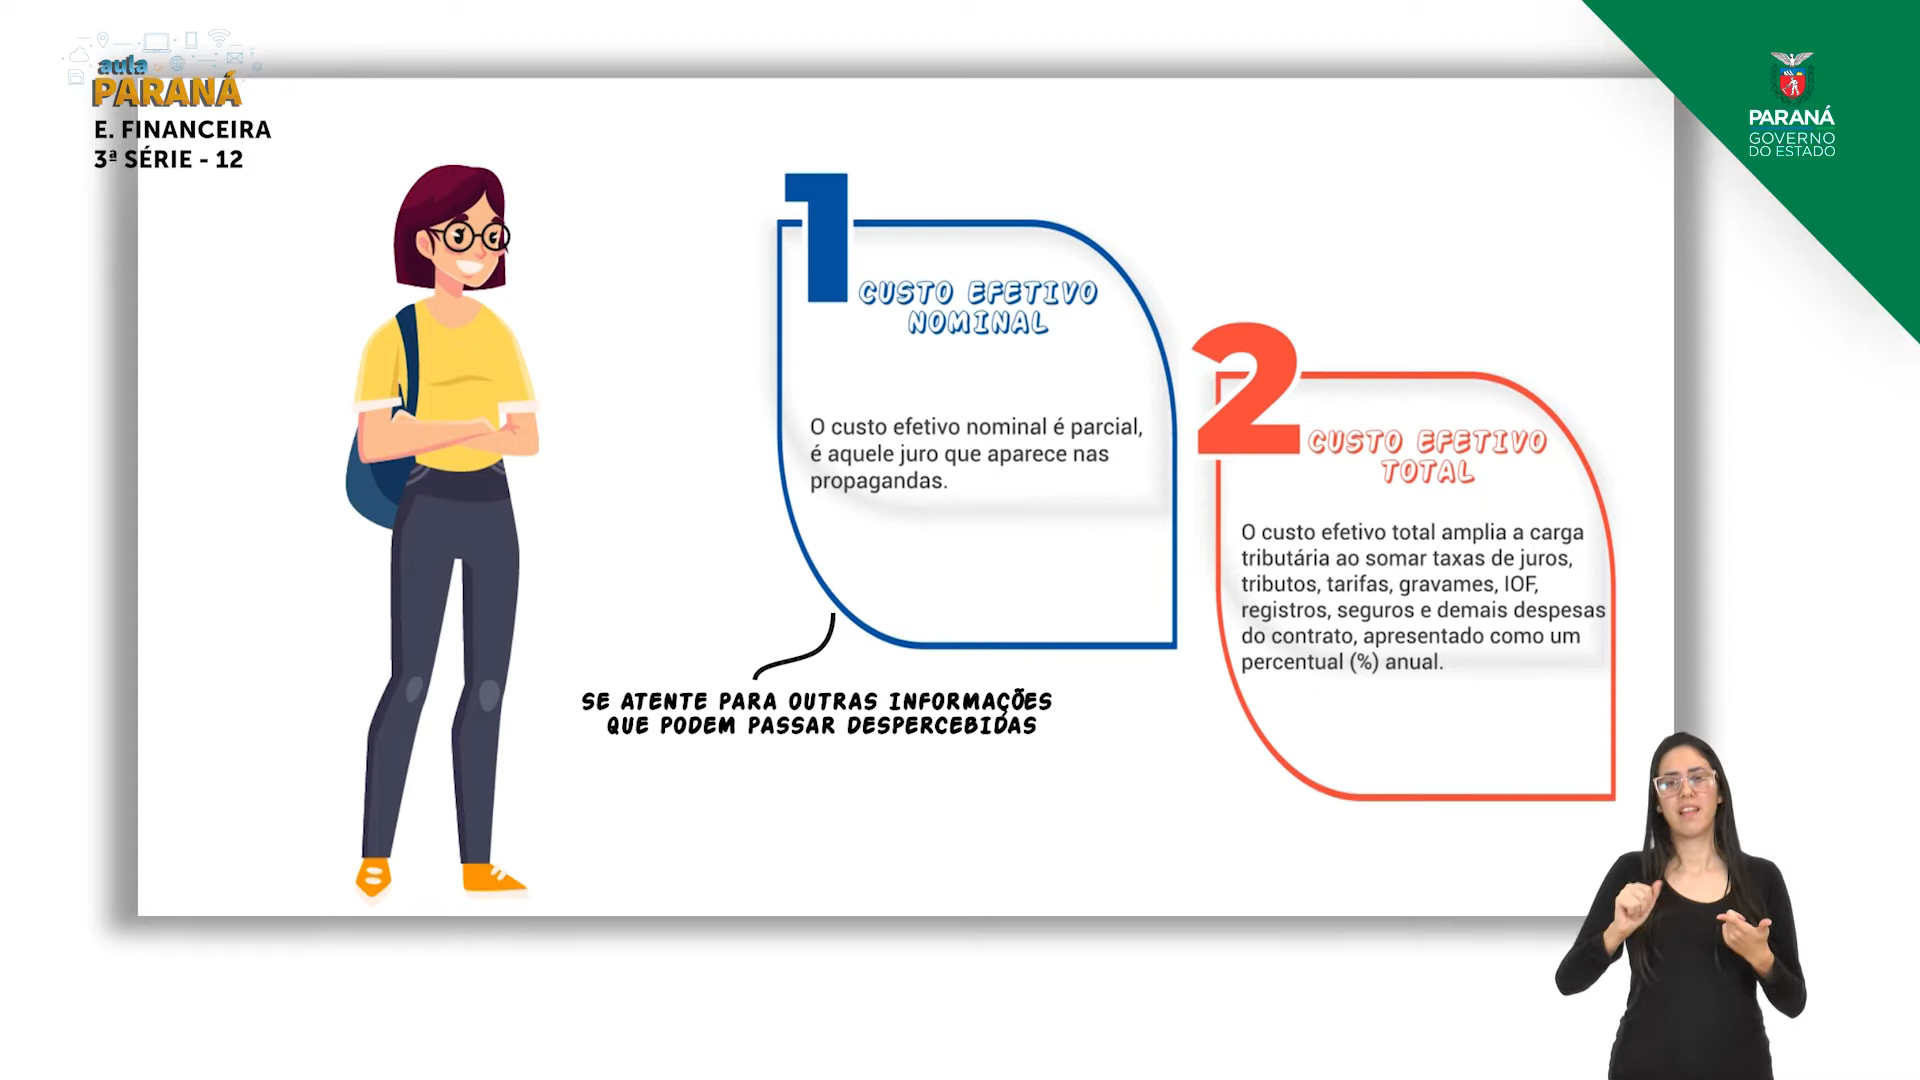 aula
PARANÁ
E. FINANCEIRA
3ª SÉRIE - 12
PARANÁ
GOVERNO
DO ESTADO
1
CUSTO EFETIVO
NOMINAL
O custo efetivo nominal é parcial,
é aquele juro que aparece nas
propagandas.
SE ATENTE PARA OUTRAS INFORMAÇÕES
QUE PODEM PASSAR DESPERCEBIDAS
2
CUSTO EFETIVO
TOTAL
O custo efetivo total amplia a carga
tributária ao somar taxas de juros,
tributos, tarifas, gravames, IOF,
registros, seguros e demais despesas
do contrato, apresentado como um
percentual (%) anual.